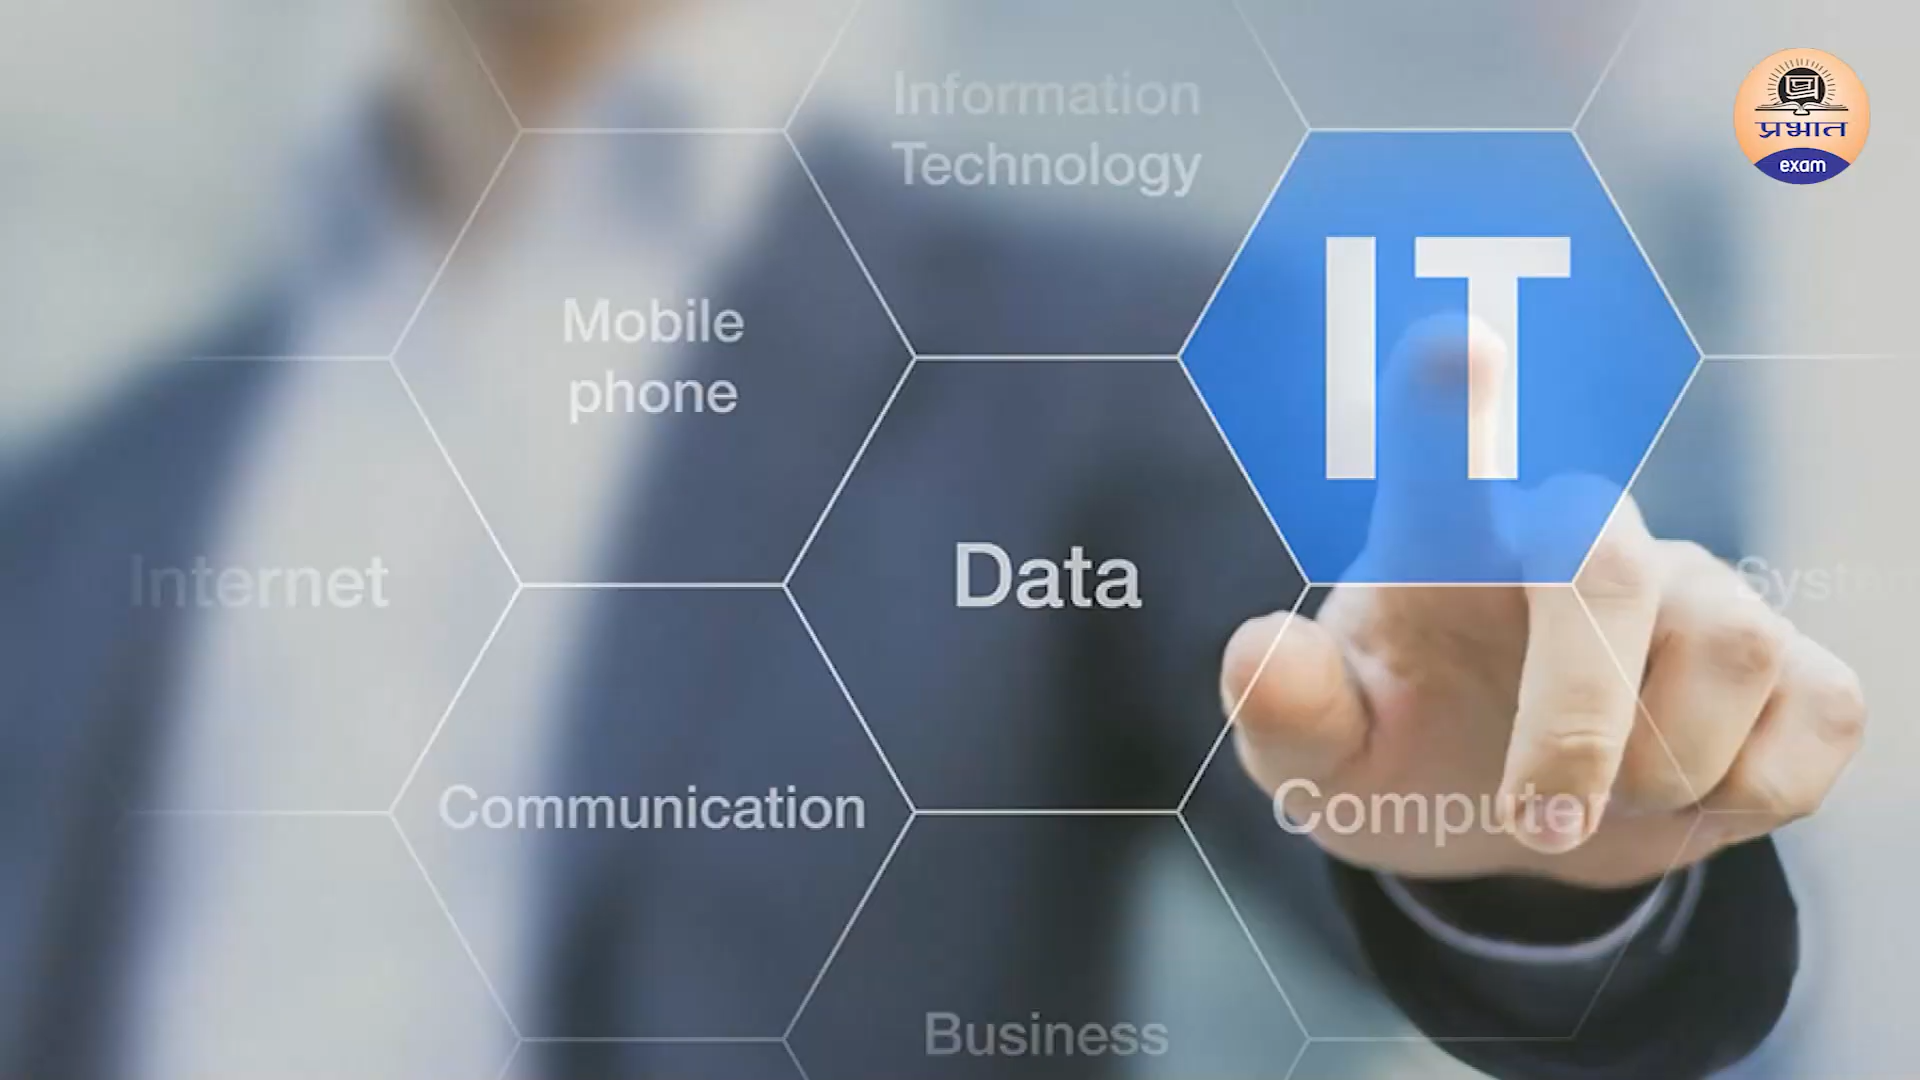 Information
Technology
प्रभात
exam
IT
Mobile
phone
Internet
Data
Communication
Computer
Business